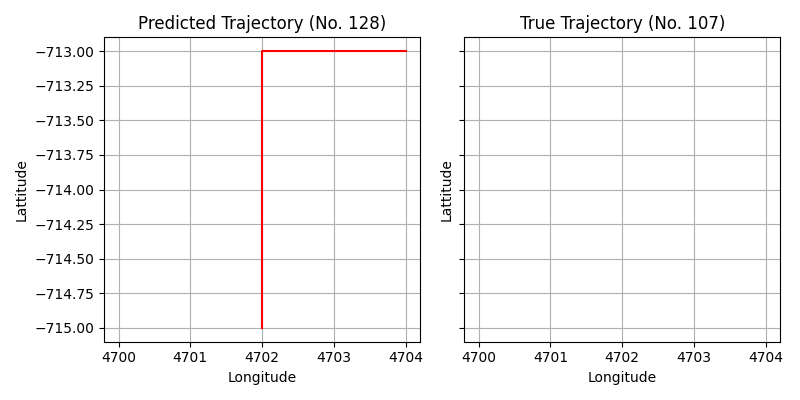 Predicted Trajectory (No. 128)
True Trajectory (No. 107)
Lattitude
−713.00
−713.25
−713.50
−713.75
−714.00
−714.25
−714.50
−714.75
−715.00
4700 4701 4702 4703 4704
Longitude
Lattitude
4700 4701 4702 4703 4704
Longitude